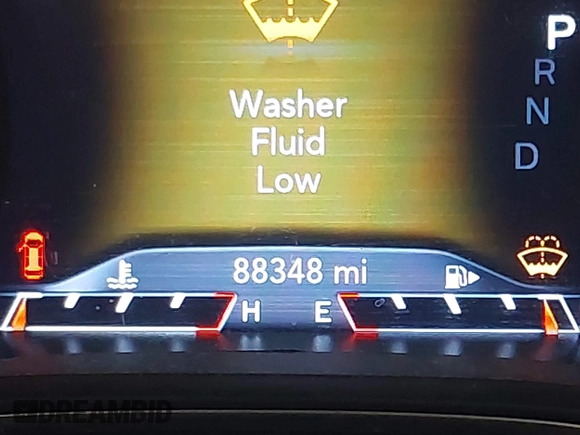 P
R
N
D
Washer
Fluid
Low
88348 mi
H E
DREAMBID